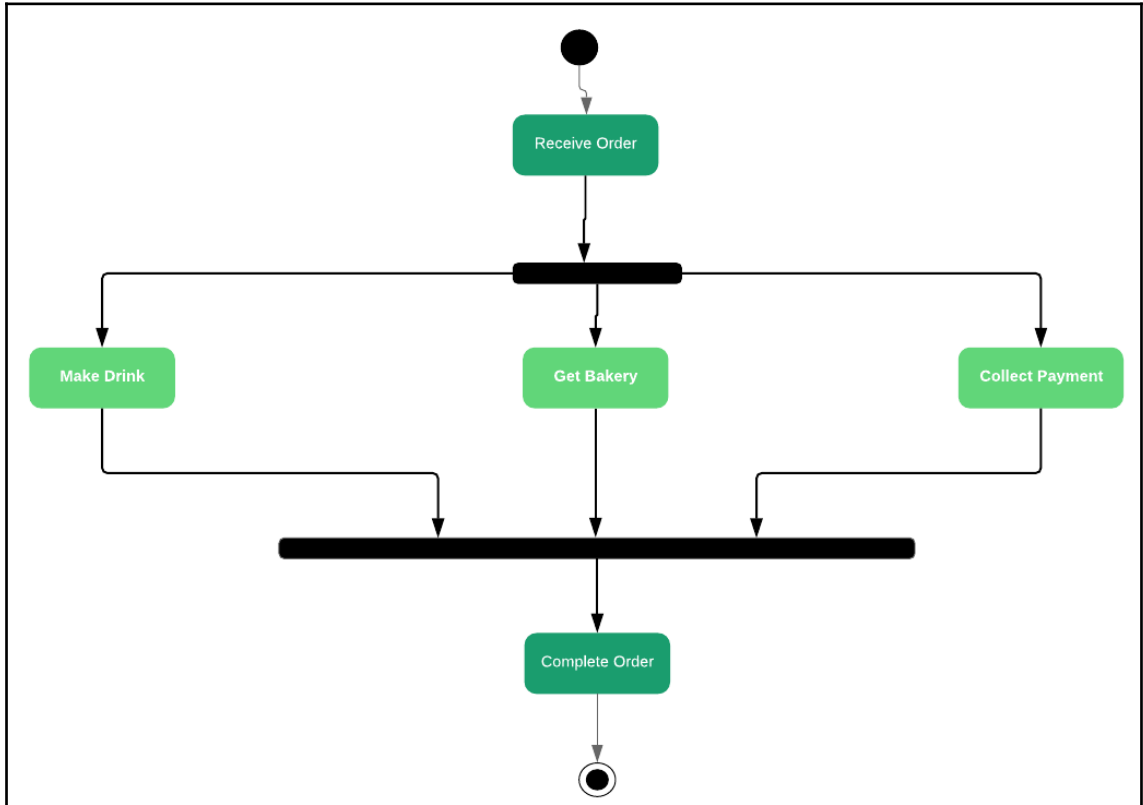 Receive Order
Make Drink
Get Bakery
Collect Payment
Complete Order